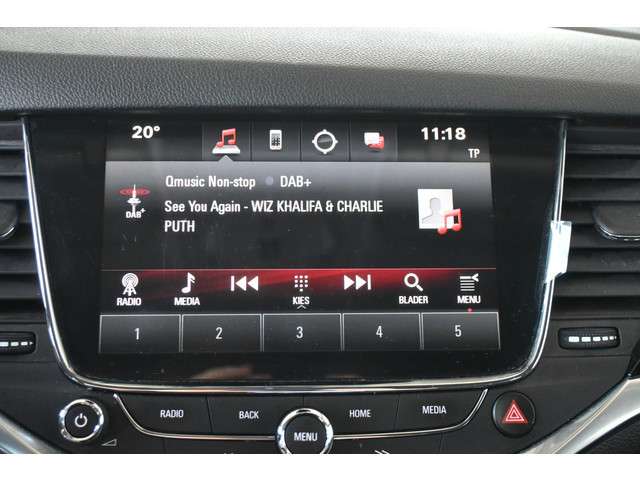 20° 11:18
TP
Qmusic Non-stop DAB+
See You Again - WIZ KHALIFA & CHARLIE
PUTH
DAB+
RADIO MEDIA KIES BLADER MENU
1 2 3 4 5
RADIO BACK HOME MEDIA
MENU